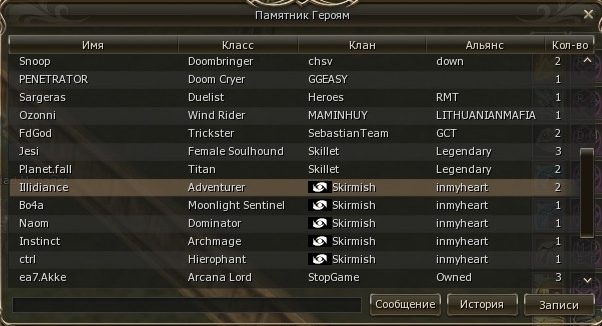 Памятник Героям
Имя Класс Клан Альянс Кол-во
Snoop Doombringer chsv down 2
PENETRATOR Doom Cryer GGEASY 1
Sargeras Duelist Heroes RMT 1
Ozonni Wind Rider MAMINHUY LITHUANIANMAFIA 1
FdGod Trickster SebastianTeam GCT 2
Jesi Female Soulhound Skillet Legendary 3
Planet.fall Titan Skillet Legendary 2
Illidiance Adventurer Skirmish inmyheart 2
Bo4a Moonlight Sentinel Skirmish inmyheart 1
Naom Dominator Skirmish inmyheart 1
Instinct Archmage Skirmish inmyheart 1
ctrl Hierophant Skirmish inmyheart 1
ea7.Akke Arcana Lord StopGame Owned 3
Сообщение История Записи